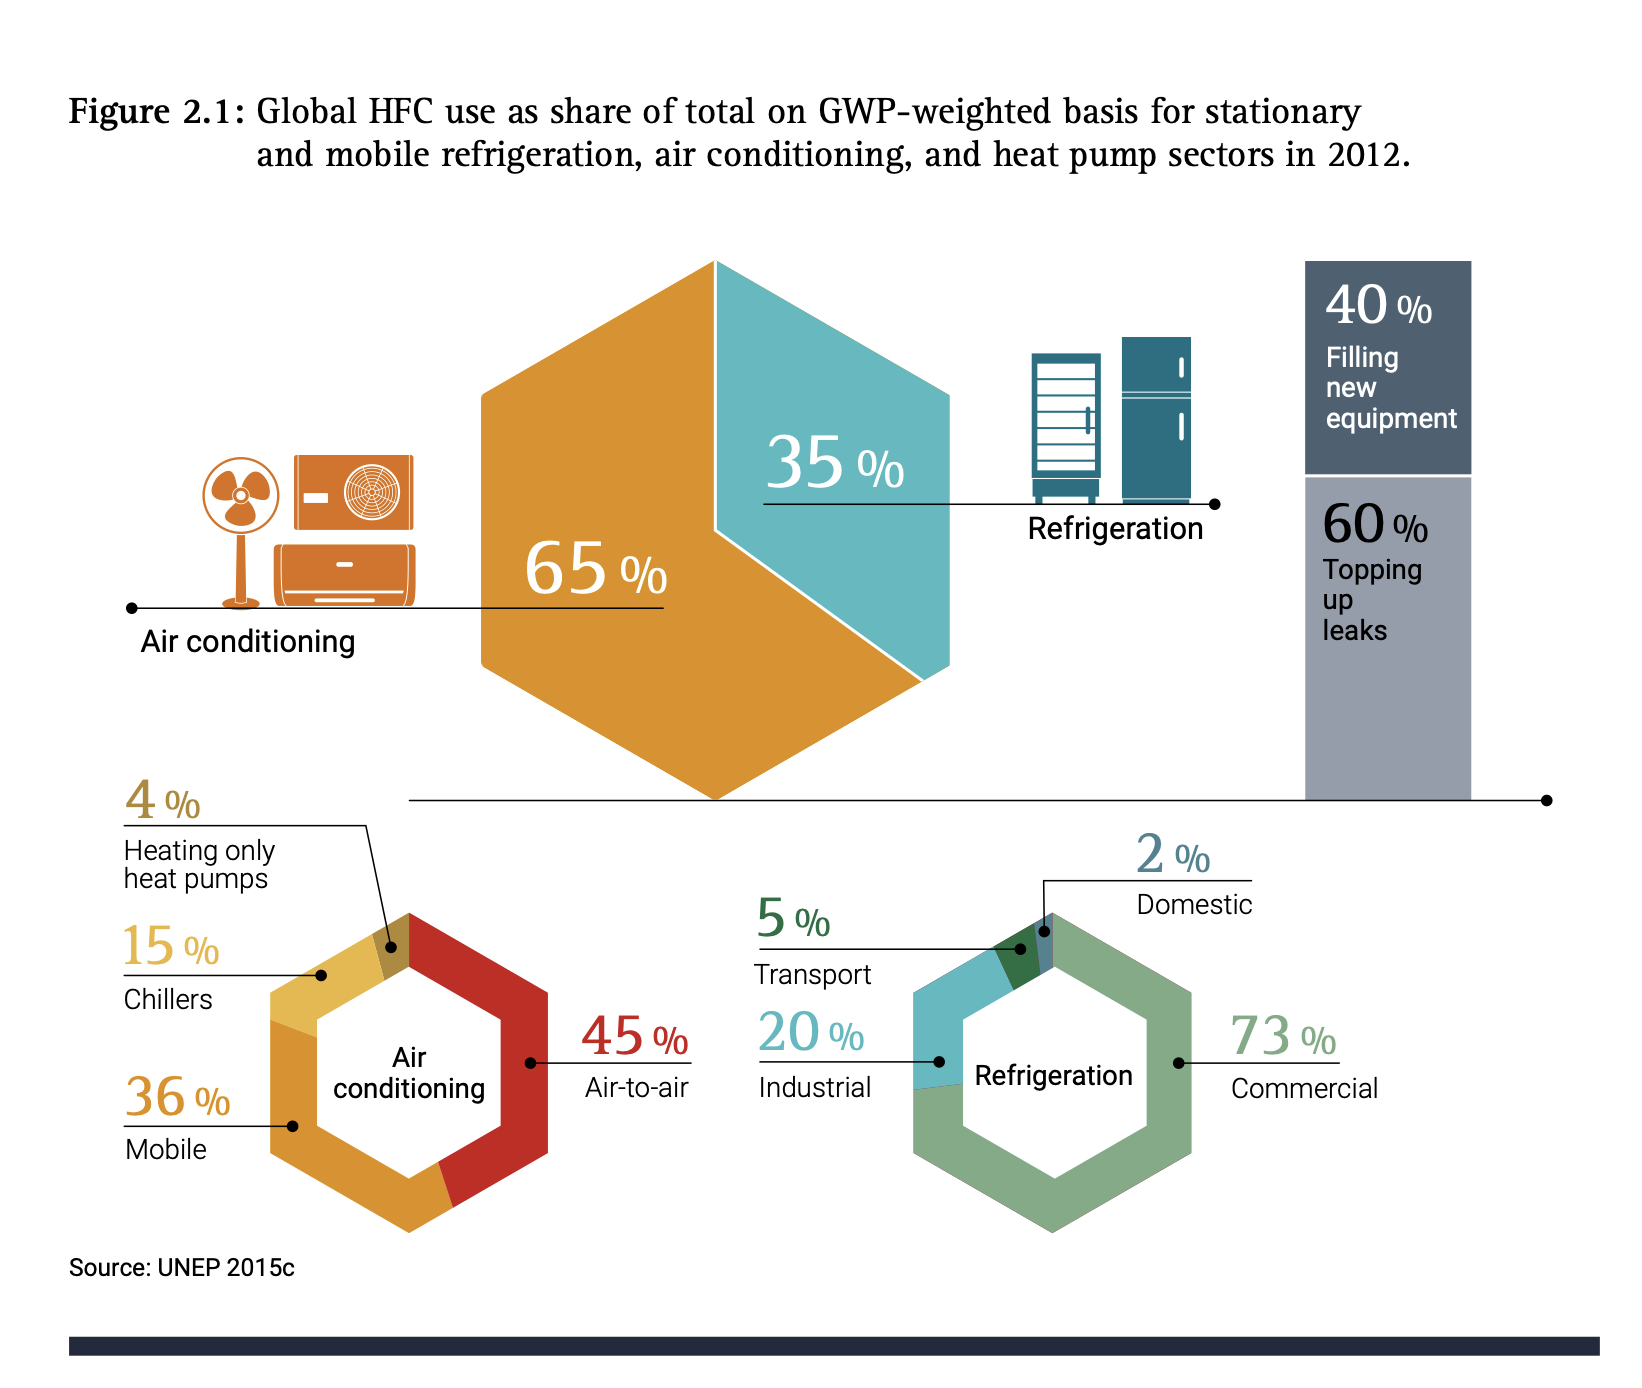 Figure 2.1: Global HFC use as share of total on GWP-weighted basis for stationary
and mobile refrigeration, air conditioning, and heat pump sectors in 2012.
40 %
Filling
new
equipment
35 %
Refrigeration
60 %
Topping
up
leaks
65 %
Air conditioning
4 %
Heating only
heat pumps
15 %
Chillers
36 %
Mobile
Air
conditioning
45 %
Air-to-air
2 %
Domestic
5 %
Transport
20 %
Industrial
Refrigeration
73 %
Commercial
Source: UNEP 2015c